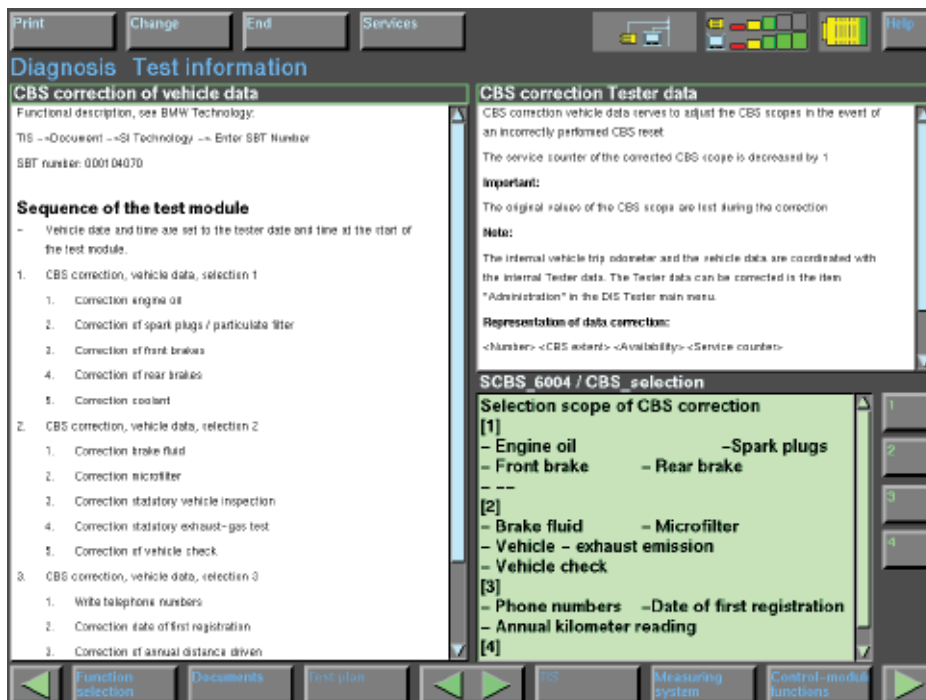 Print Change End Services Help
Diagnosis Test information
CBS correction of vehicle data
Functional description, see BMW Technology:
TIS -->Document -->SI Technology --> Enter SBT Number
SBT number: 000104070
Sequence of the test module
– Vehicle date and time are set to the tester date and time at the start of
the test module.
1. CBS correction, vehicle data, selection 1
1. Correction engine oil
2. Correction of spark plugs / particulate filter
3. Correction of front brakes
4. Correction of rear brakes
5. Correction coolant
2. CBS correction, vehicle data, selection 2
1. Correction brake fluid
2. Correction microfilter
3. Correction statutory vehicle inspection
4. Correction statutory exhaust-gas test
5. Correction of vehicle check
3. CBS correction, vehicle data, selection 3
1. Write telephone numbers
2. Correction date of first registration
3. Correction of annual distance driven
CBS correction Tester data
CBS correction vehicle data serves to adjust the CBS scopes in the event of
an incorrectly performed CBS reset
The service counter of the corrected CBS scope is decreased by 1
Important:
The original values of the CBS scope are lost during the correction
Note:
The internal vehicle trip odometer and the vehicle data are coordinated with
the internal Tester data. The Tester data can be corrected in the item
"Administration" in the DIS Tester main menu.
Representation of data correction:
<Number> <CBS extent> <Availability> <Service counter>
SCBS_6004 / CBS_selection
Selection scope of CBS correction
[1]
– Engine oil –Spark plugs
– Front brake – Rear brake
– --
[2]
– Brake fluid – Microfilter
– Vehicle – exhaust emission
– Vehicle check
[3]
– Phone numbers –Date of first registration
– Annual kilometer reading
[4]
1
2
3
4
Function selection Documents Test plan TIS Measuring system Control-module functions